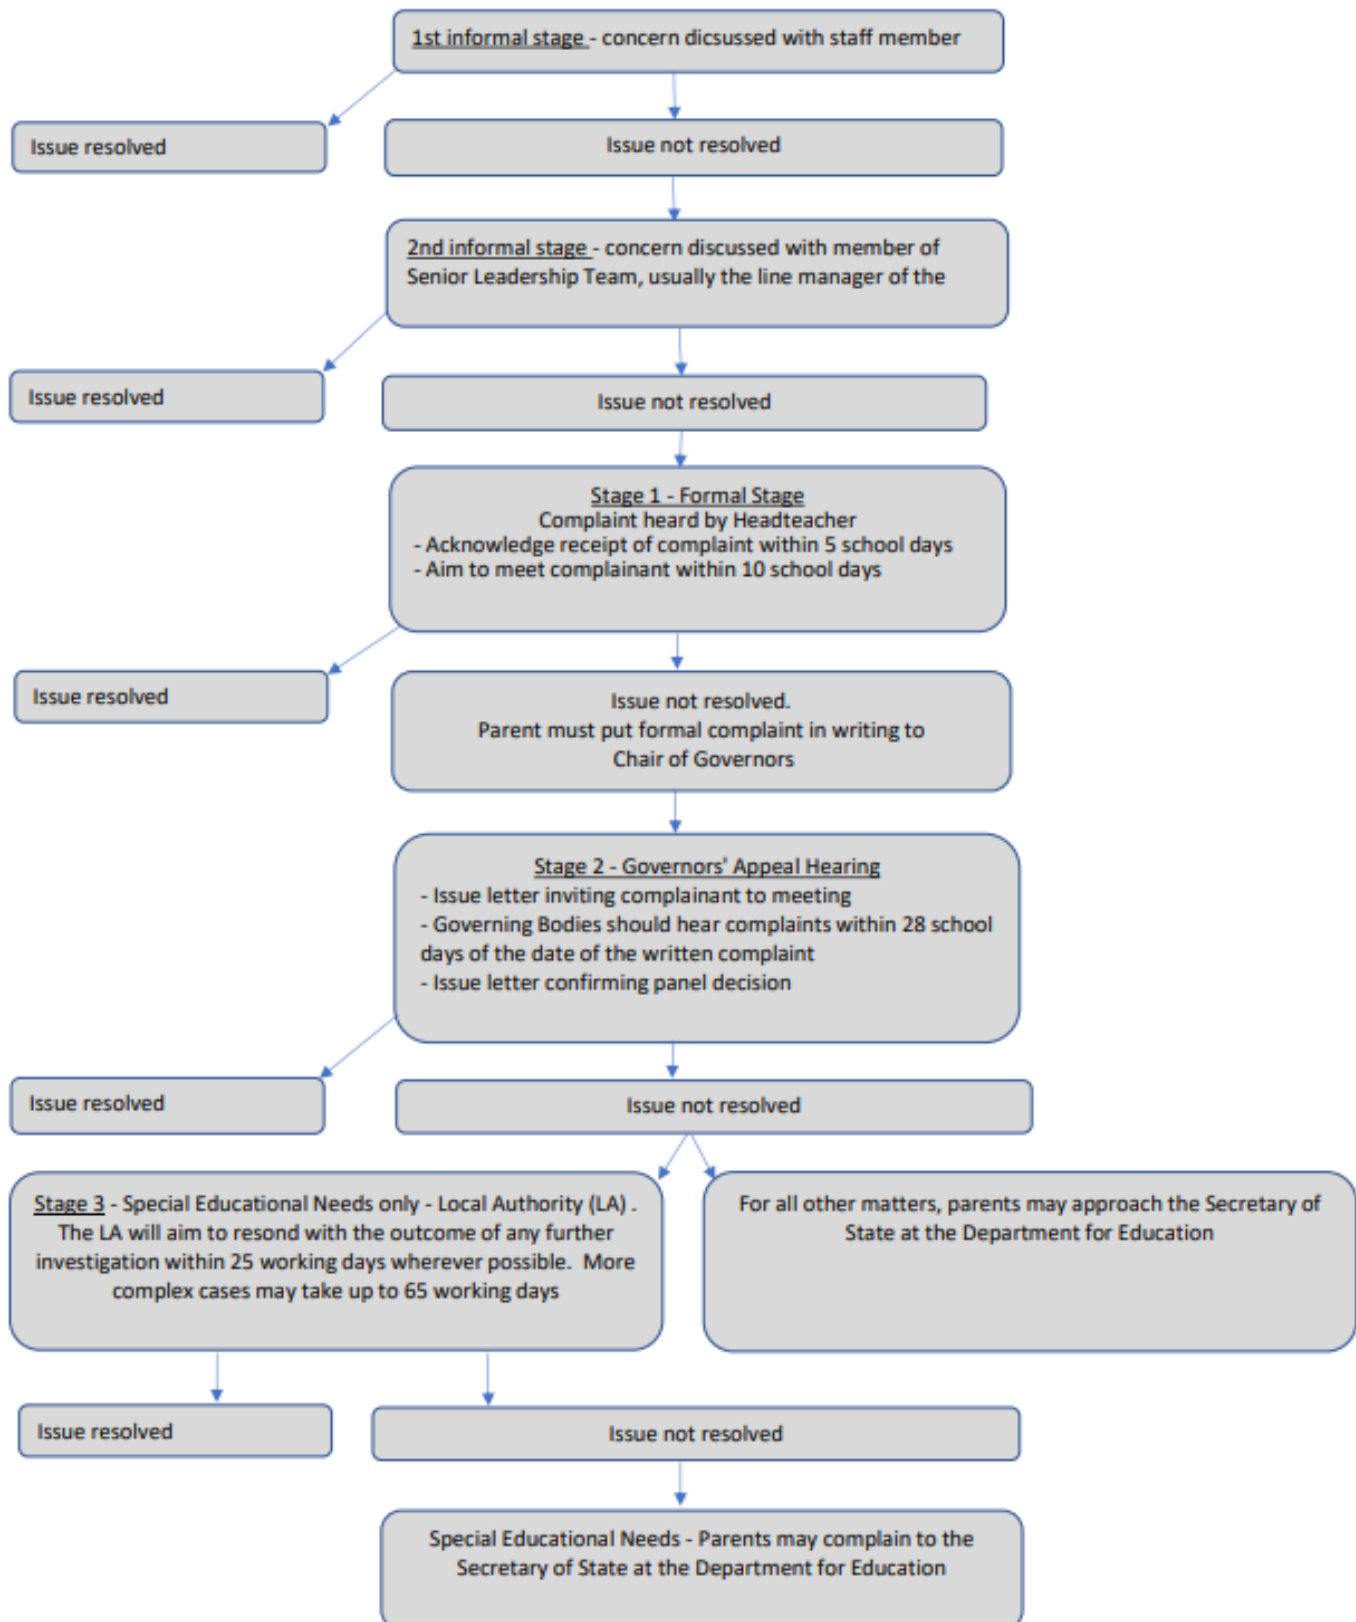 1st informal stage - concern dicsussed with staff member
Issue resolved
Issue not resolved
2nd informal stage - concern discussed with member of
Senior Leadership Team, usually the line manager of the
Issue resolved
Issue not resolved
Stage 1 - Formal Stage
Complaint heard by Headteacher
- Acknowledge receipt of complaint within 5 school days
- Aim to meet complainant within 10 school days
Issue resolved
Issue not resolved.
Parent must put formal complaint in writing to
Chair of Governors
Stage 2 - Governors' Appeal Hearing
- Issue letter inviting complainant to meeting
- Governing Bodies should hear complaints within 28 school
days of the date of the written complaint
- Issue letter confirming panel decision
Issue resolved
Issue not resolved
Stage 3 - Special Educational Needs only - Local Authority (LA) .
The LA will aim to resond with the outcome of any further
investigation within 25 working days wherever possible.  More
complex cases may take up to 65 working days
For all other matters, parents may approach the Secretary of
State at the Department for Education
Issue resolved
Issue not resolved
Special Educational Needs - Parents may complain to the
Secretary of State at the Department for Education